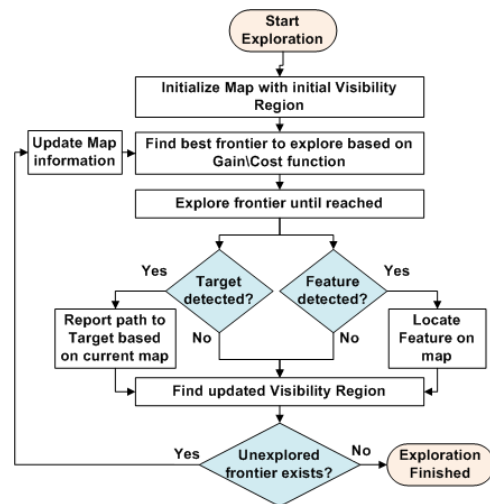 Start
Exploration
Initialize Map with initial Visibility
Region
Update Map
information
Find best frontier to explore based on
Gain\Cost function
Explore frontier until reached
Yes
Target
detected?
No
Feature
detected?
Yes
No
Report path to
Target based
on current map
Locate
Feature on
map
Find updated Visibility Region
Yes
Unexplored
frontier exists?
No
Exploration
Finished